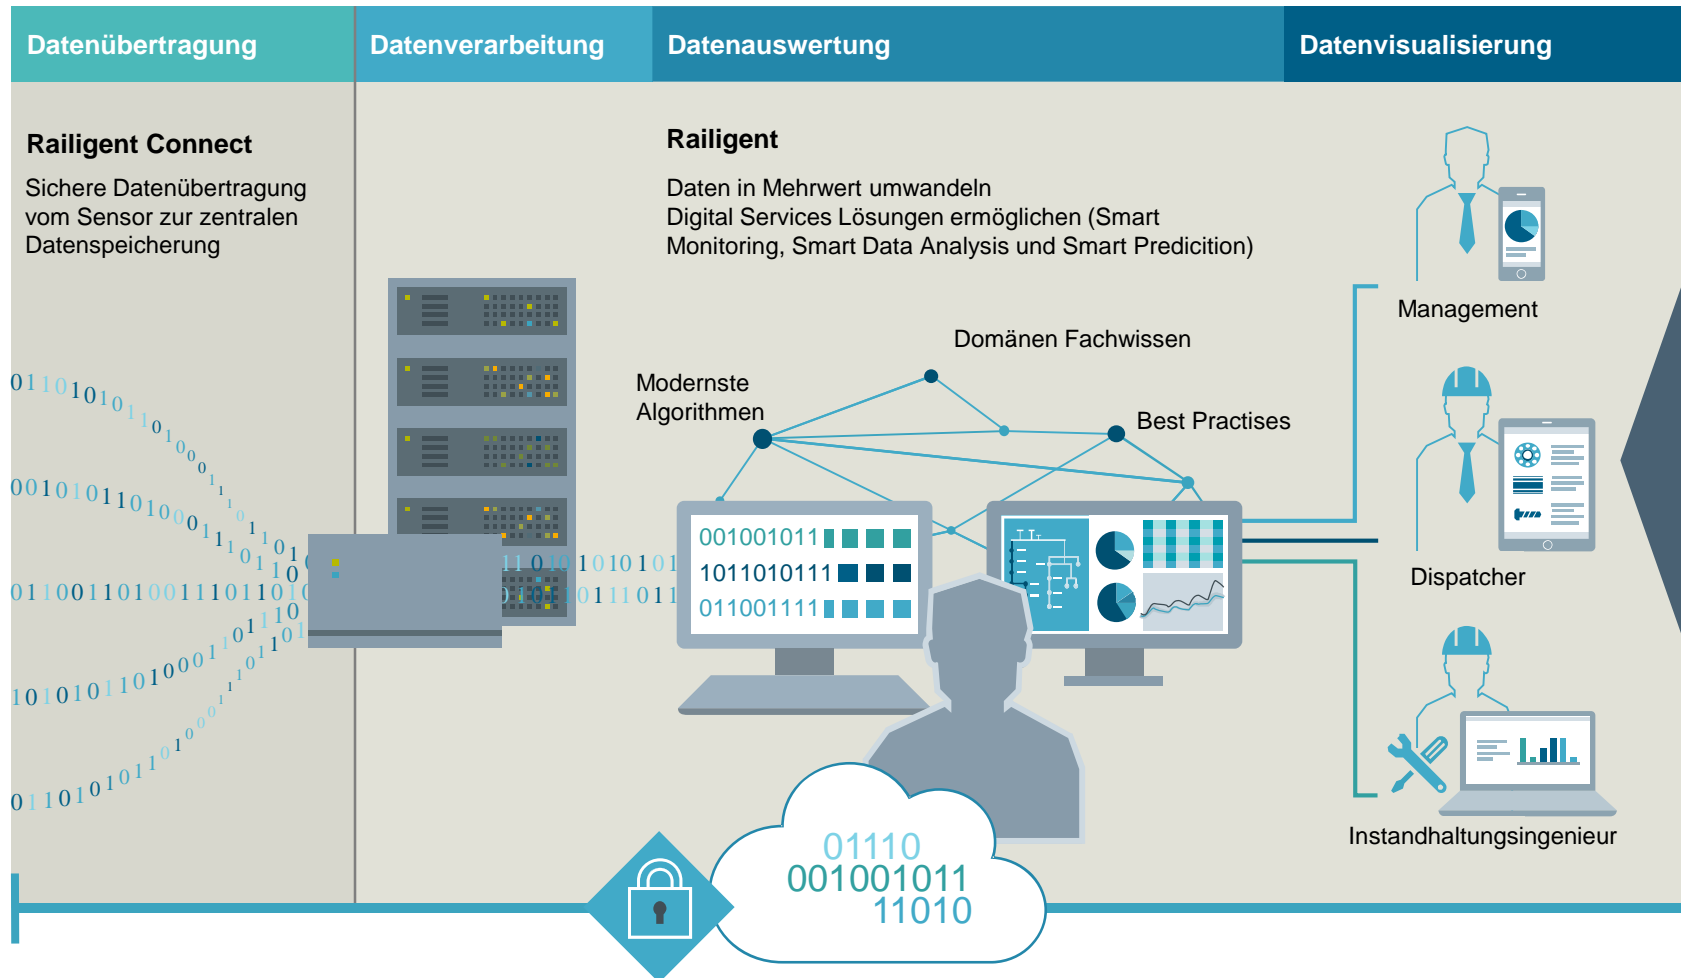 Datenübertragung
Datenverarbeitung
Datenauswertung
Datenvisualisierung
Railigent Connect
Sichere Datenübertragung
vom Sensor zur zentralen
Datenspeicherung
Railigent
Daten in Mehrwert umwandeln
Digital Services Lösungen ermöglichen (Smart
Monitoring, Smart Data Analysis und Smart Predicition)
Management
Domänen Fachwissen
Modernste
Algorithmen
Best Practises
001001011
1011010111
011001111
Dispatcher
Instandhaltungsingenieur
01110
001001011
11010